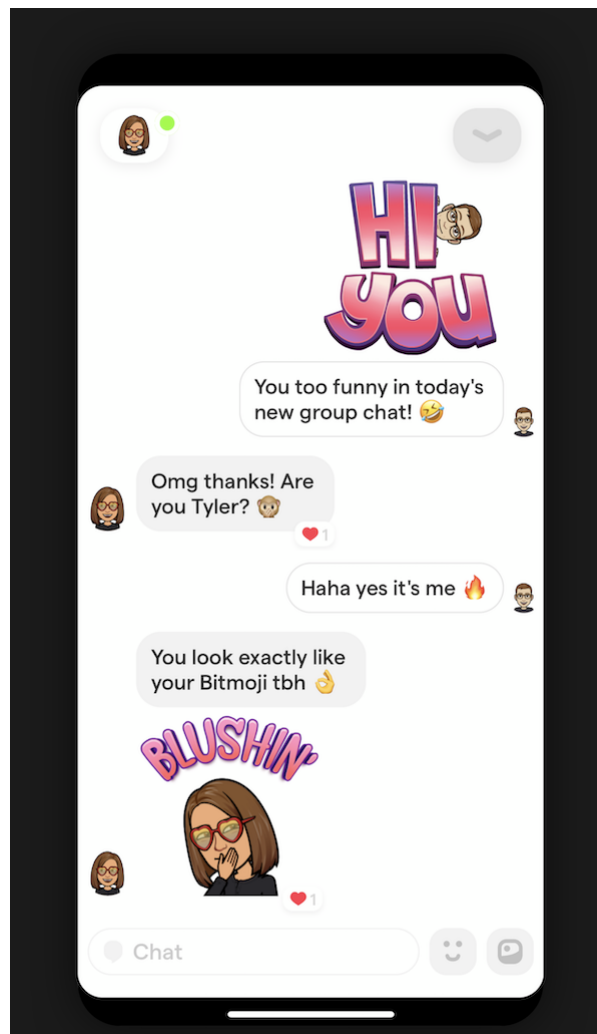 HI
YOU
You too funny in today's
new group chat! 🤣
Omg thanks! Are
you Tyler? 🙊
1
Haha yes it's me 🔥
You look exactly like
your Bitmoji tbh 👌
BLUSHIN'
1
Chat